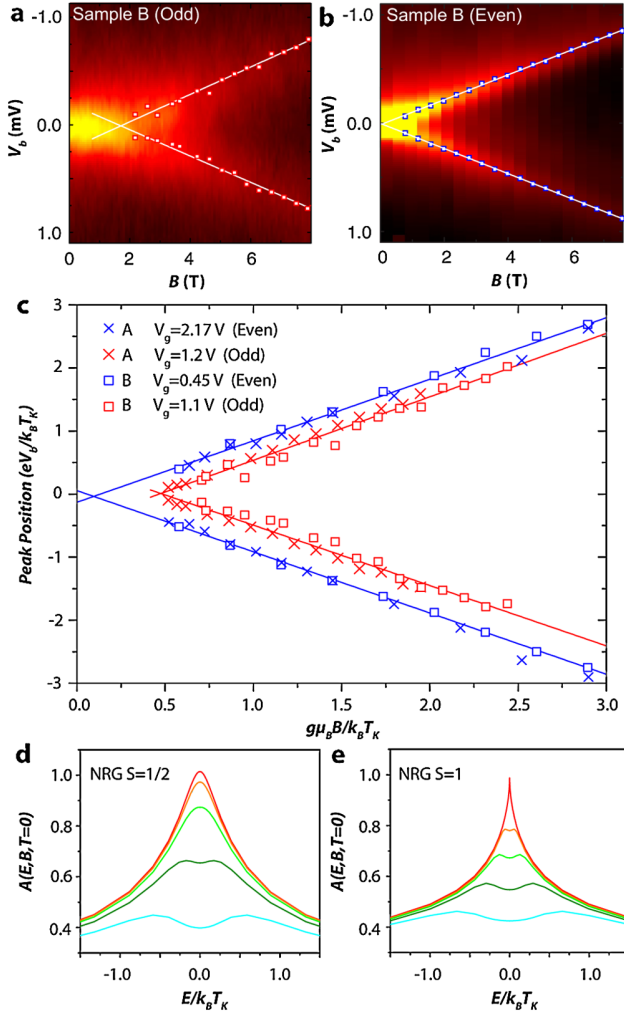 a
Sample B (Odd)
-1.0
0.0
1.0
V_b (mV)
0 2 4 6
B (T)
b
Sample B (Even)
-1.0
0.0
1.0
V_b (mV)
0 2 4 6
B (T)
c
3
2
1
0
-1
-2
-3
Peak Position (eV_b/k_BT_K)
A V_g=2.17 V (Even)
A V_g=1.2 V (Odd)
B V_g=0.45 V (Even)
B V_g=1.1 V (Odd)
0.0 0.5 1.0 1.5 2.0 2.5 3.0
gμ_BB/k_BT_K
d
NRG S=1/2
1.0
0.8
0.6
0.4
A(E,B,T=0)
-1.0 0.0 1.0
E/k_BT_K
e
NRG S=1
1.0
0.8
0.6
0.4
A(E,B,T=0)
-1.0 0.0 1.0
E/k_BT_K